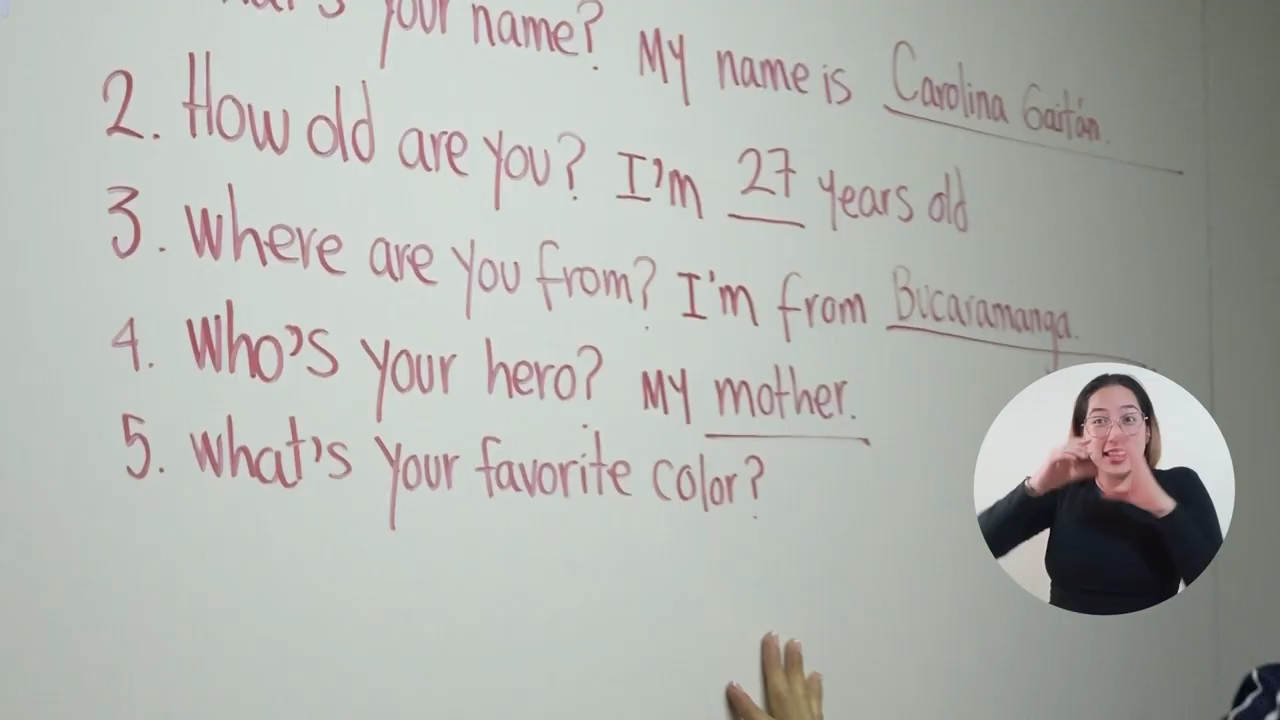 your name? My name is Carolina Gaitán.
2. How old are you? I'm 27 years old
3. Where are you from? I'm from Bucaramanga.
4. Who's your hero? My mother.
5. What's your favorite color?